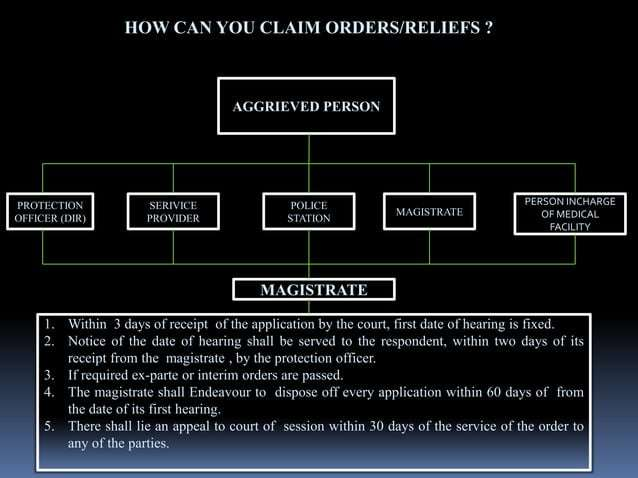 HOW CAN YOU CLAIM ORDERS/RELIEFS ?
AGGRIEVED PERSON
PROTECTION
OFFICER (DIR)
SERIVICE
PROVIDER
POLICE
STATION
MAGISTRATE
PERSON INCHARGE
OF MEDICAL
FACILITY
MAGISTRATE
1. Within 3 days of receipt of the application by the court, first date of hearing is fixed.
2. Notice of the date of hearing shall be served to the respondent, within two days of its
receipt from the magistrate , by the protection officer.
3. If required ex-parte or interim orders are passed.
4. The magistrate shall Endeavour to dispose off every application within 60 days of from
the date of its first hearing.
5. There shall lie an appeal to court of session within 30 days of the service of the order to
any of the parties.